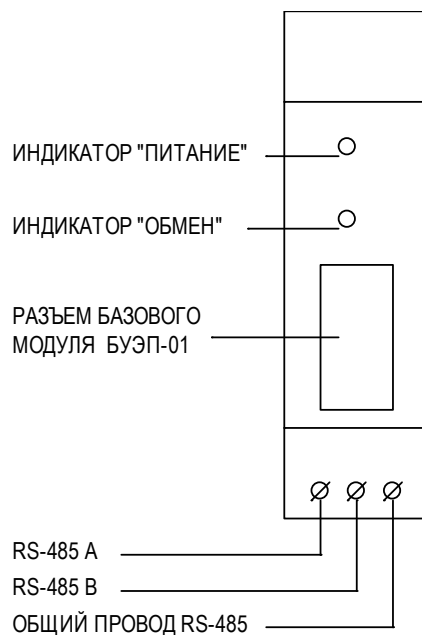 ИНДИКАТОР "ПИТАНИЕ"
ИНДИКАТОР "ОБМЕН"
РАЗЪЕМ БАЗОВОГО
МОДУЛЯ БУЭП-01
RS-485 A
RS-485 B
ОБЩИЙ ПРОВОД RS-485